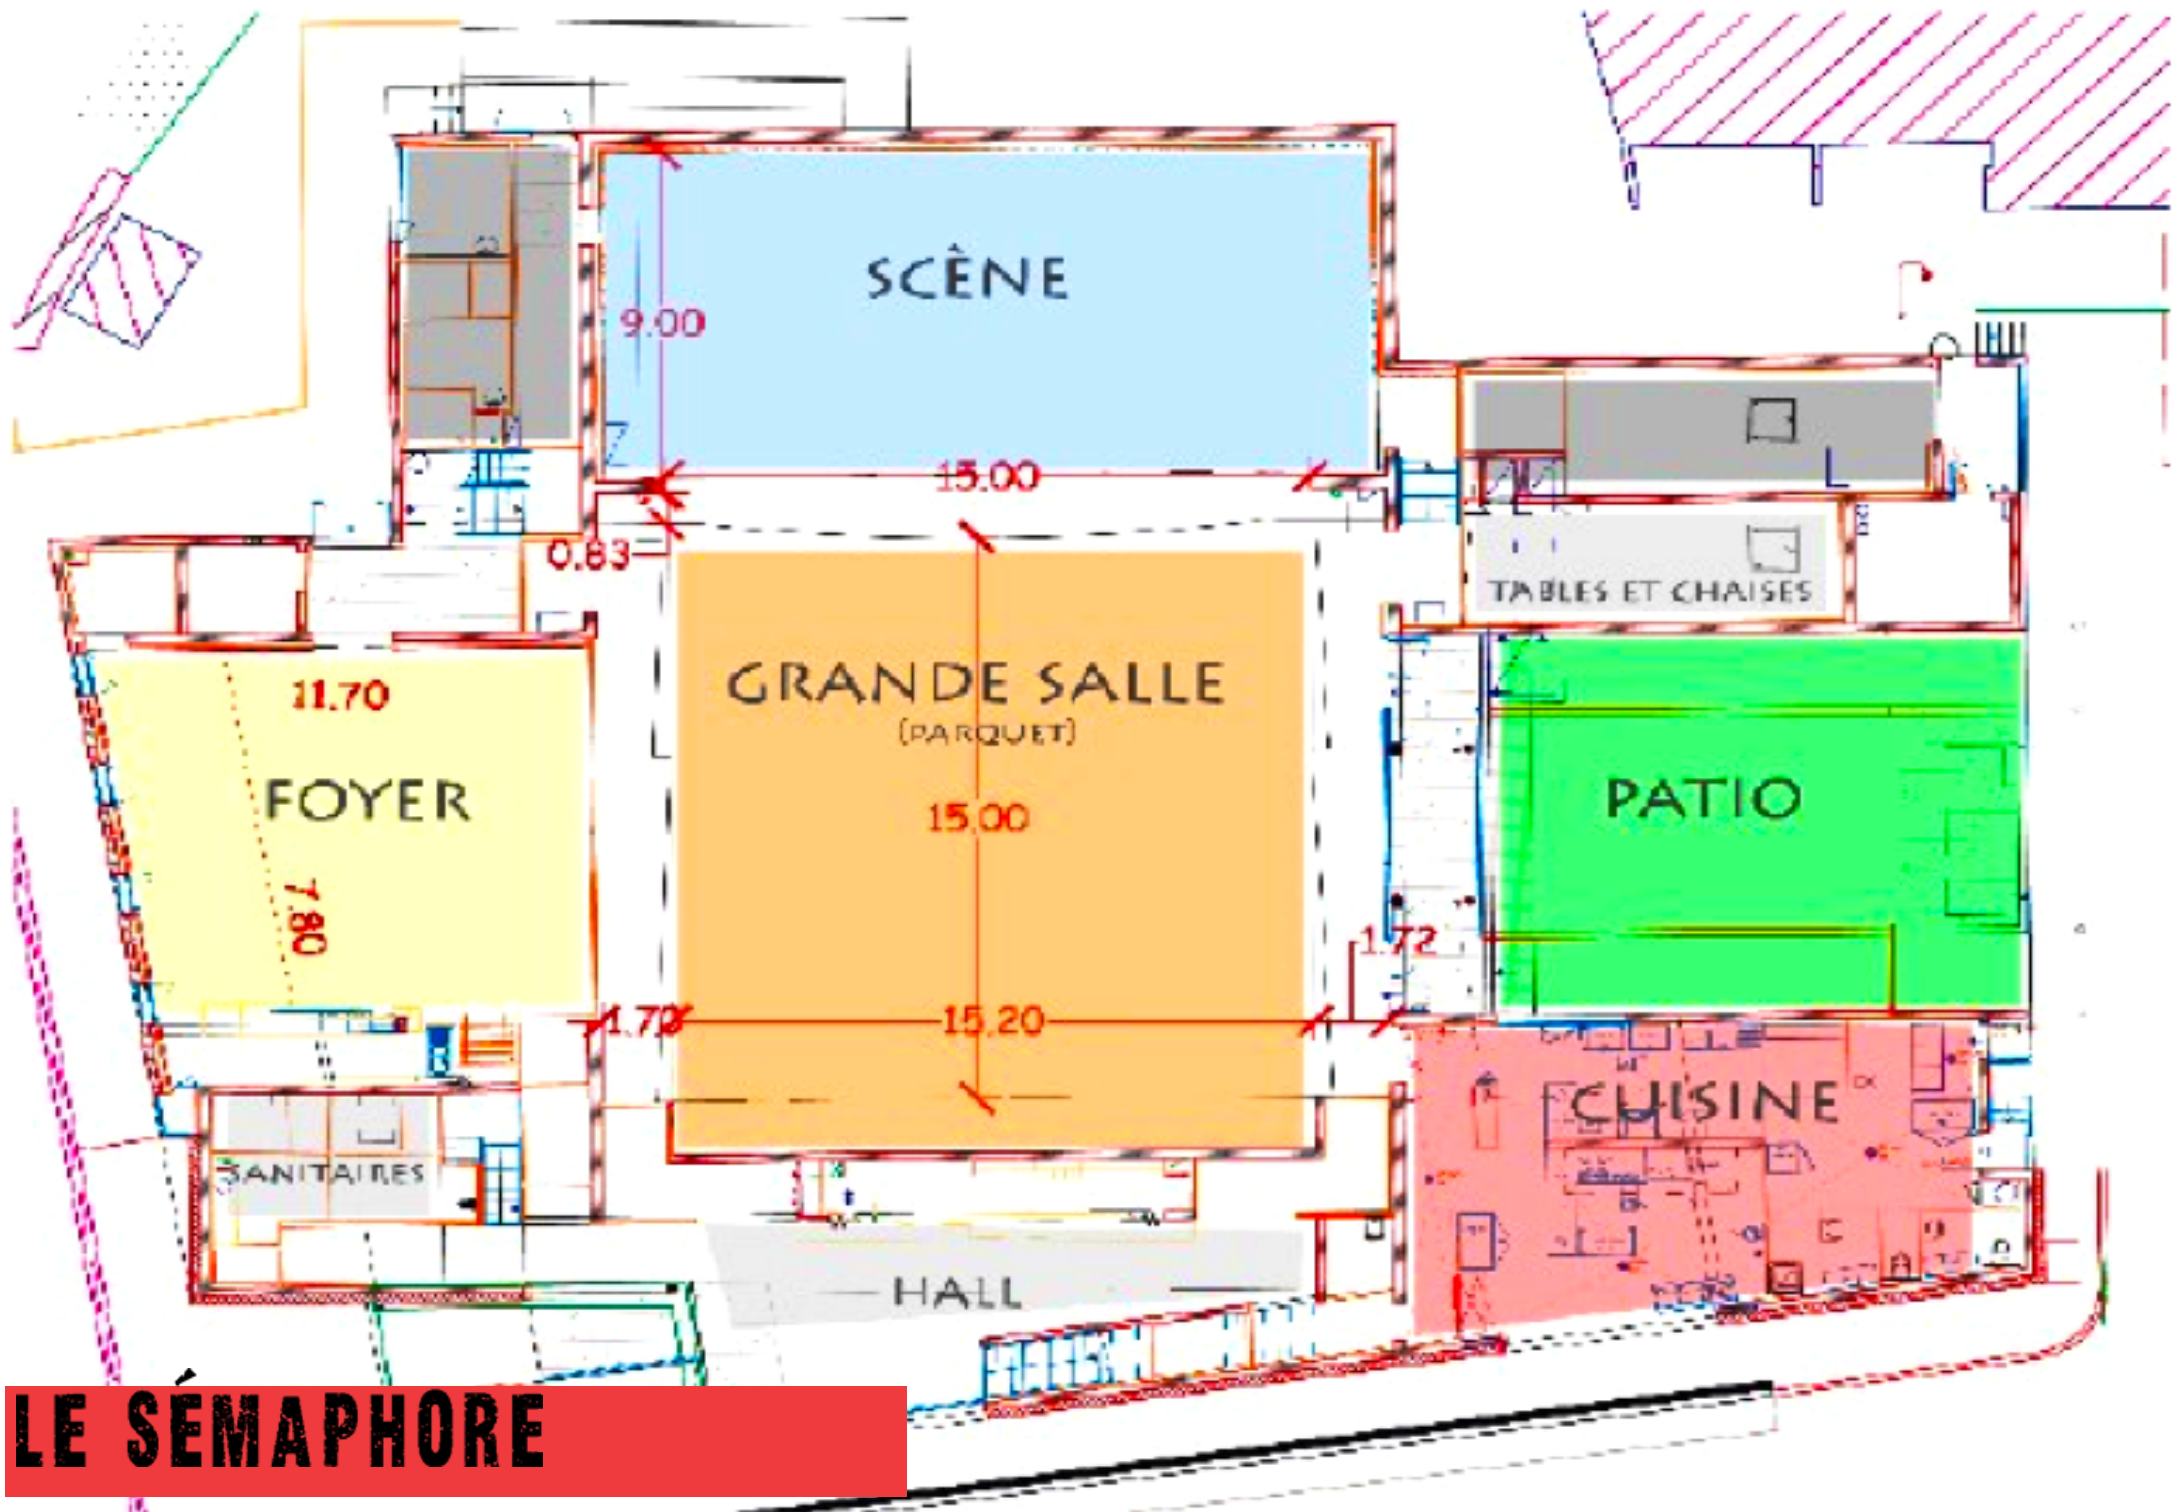 SCÈNE
9.00
15.00
0.83
TABLES ET CHAISES
GRANDE SALLE
(PARQUET)
11.70
FOYER
15.00
PATIO
7.80
1.72
1.72
15.20
CUISINE
SANITAIRES
HALL
LE SÉMAPHORE